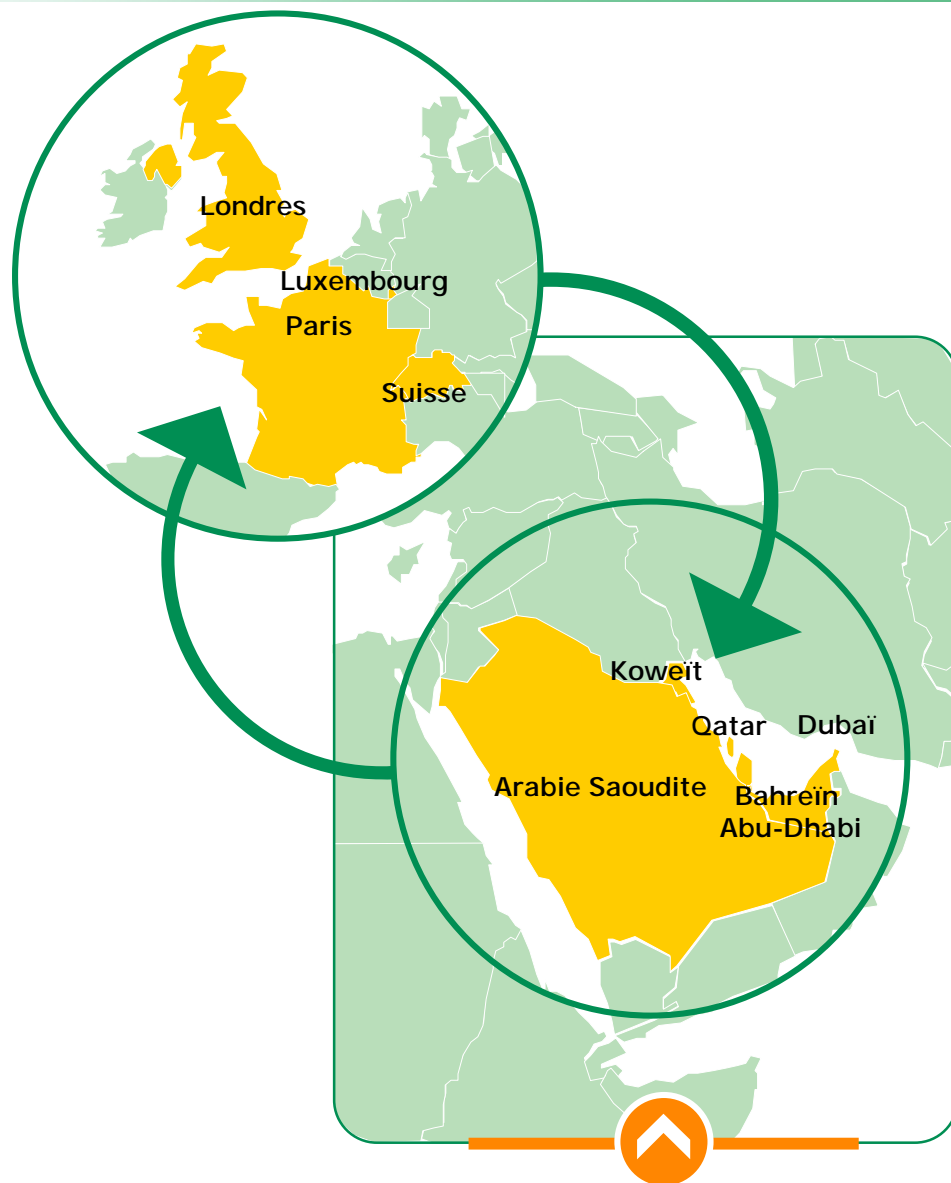 Londres
Luxembourg
Paris
Suisse
Koweït
Qatar
Dubaï
Arabie Saoudite
Bahreïn
Abu-Dhabi